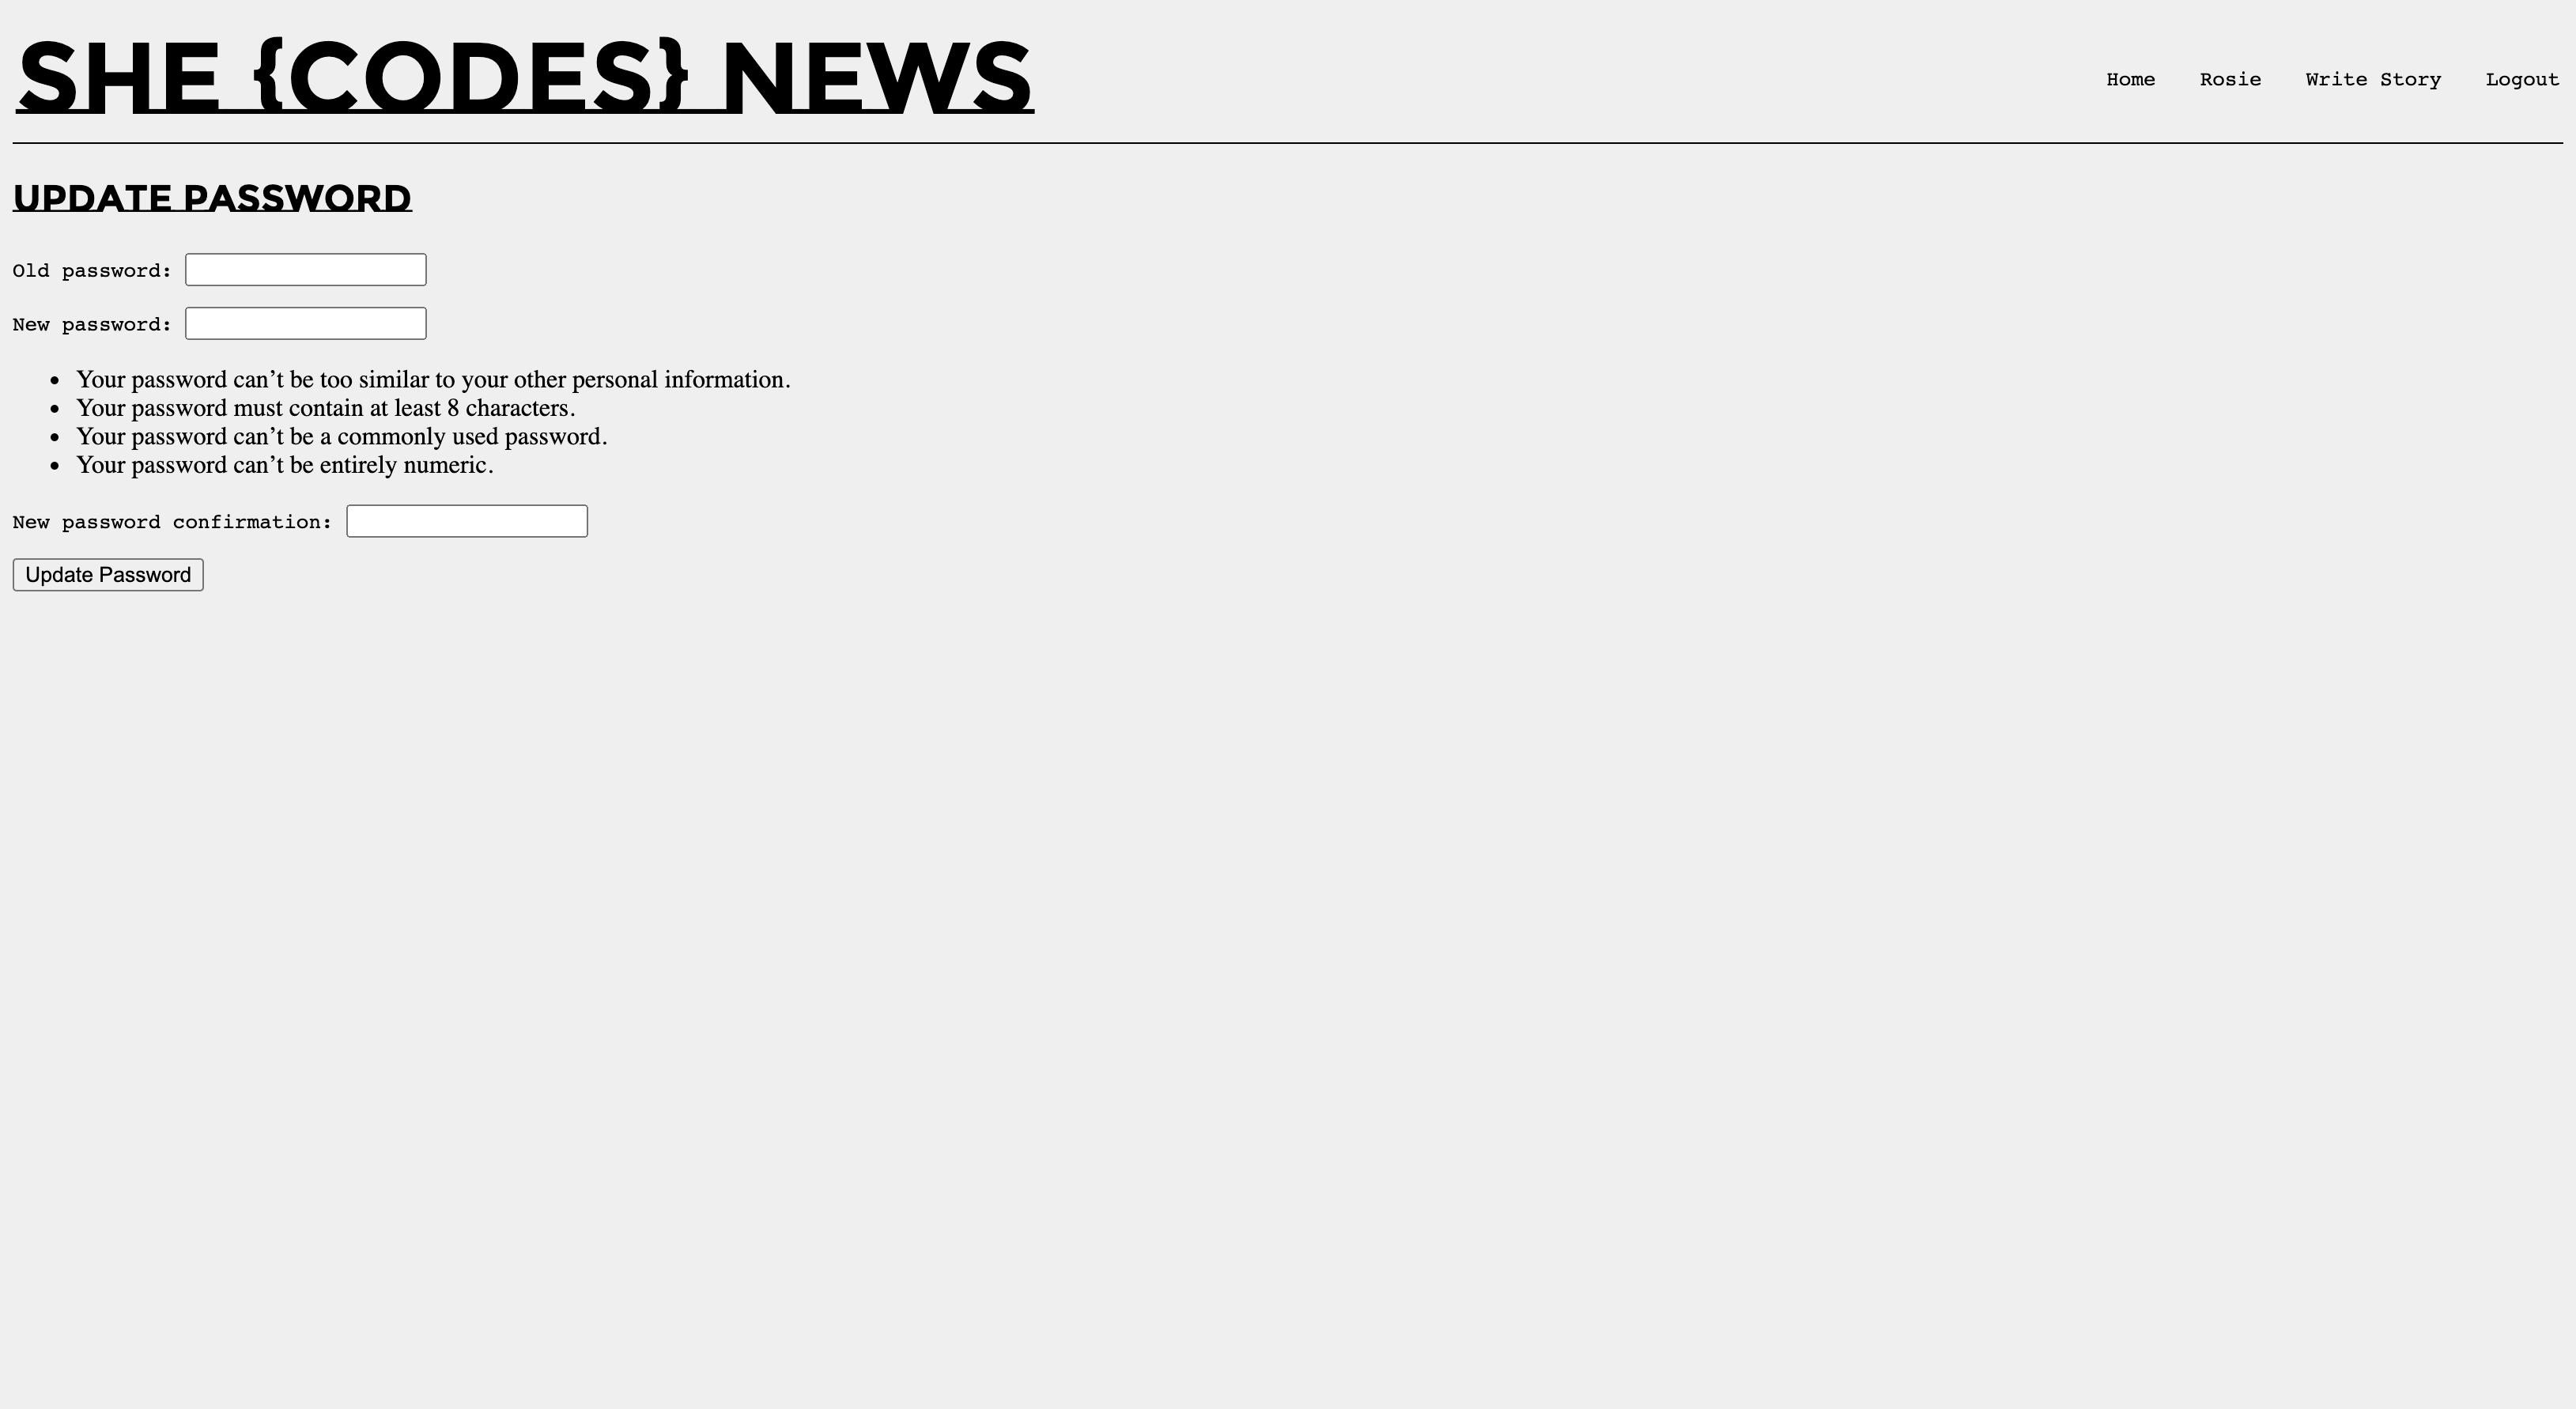 SHE {CODES} NEWS
Home Rosie Write Story Logout
UPDATE PASSWORD
Old password:
New password:
• Your password can’t be too similar to your other personal information.
• Your password must contain at least 8 characters.
• Your password can’t be a commonly used password.
• Your password can’t be entirely numeric.
New password confirmation:
Update Password